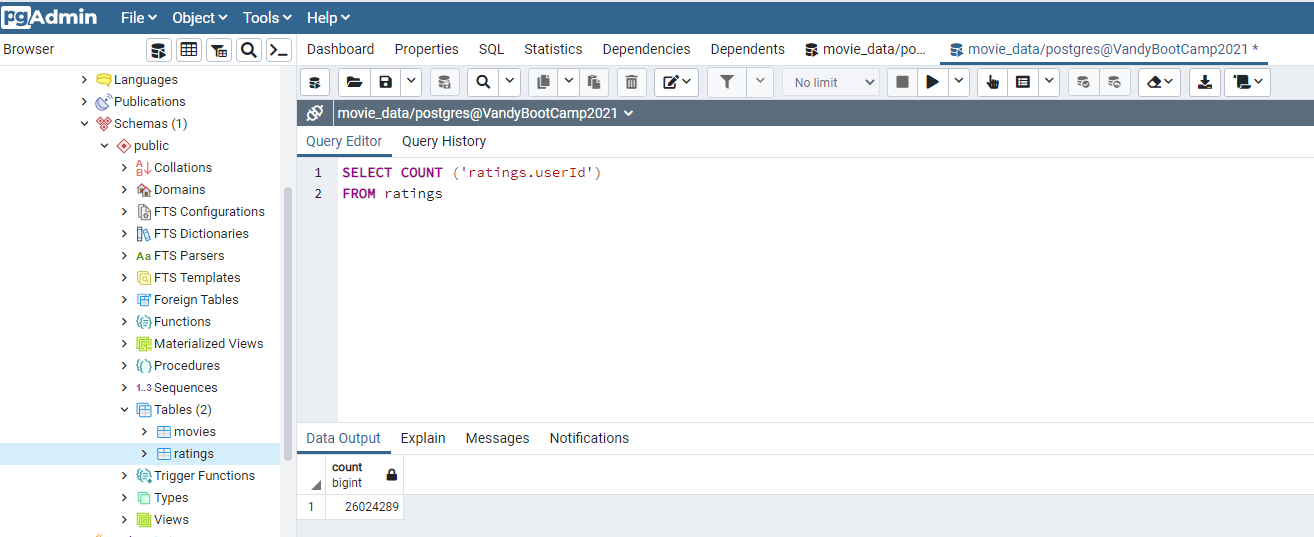 pgAdmin File Object Tools Help
Browser
Dashboard Properties SQL Statistics Dependencies Dependents movie_data/po... movie_data/postgres@VandyBootCamp2021 *
No limit
movie_data/postgres@VandyBootCamp2021
Query Editor Query History
1 SELECT COUNT ('ratings.userId')
2 FROM ratings
Languages
Publications
Schemas (1)
public
Collations
Domains
FTS Configurations
FTS Dictionaries
Aa FTS Parsers
FTS Templates
Foreign Tables
Functions
Materialized Views
Procedures
1..3 Sequences
Tables (2)
movies
ratings
Trigger Functions
Types
Views
Data Output Explain Messages Notifications
count
bigint
1 26024289